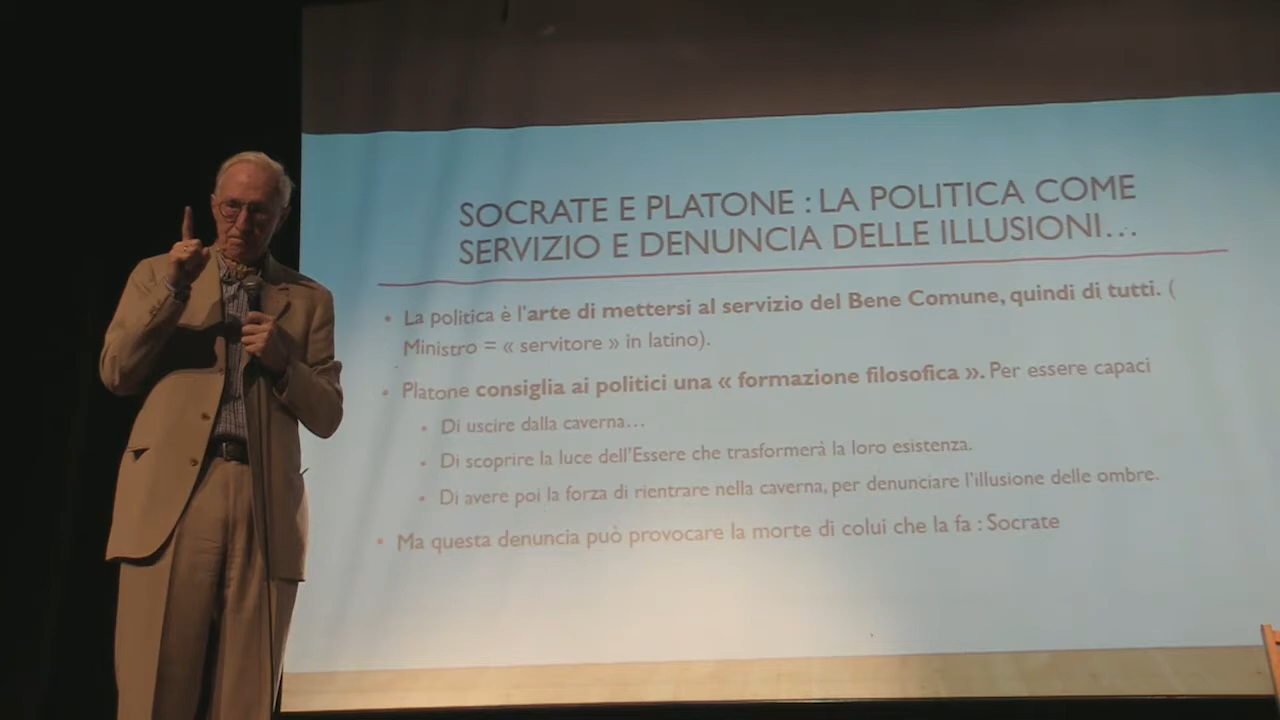 SOCRATE E PLATONE : LA POLITICA COME
SERVIZIO E DENUNCIA DELLE ILLUSIONI…
• La politica è l'arte di mettersi al servizio del Bene Comune, quindi di tutti. (
Ministro = « servitore » in latino).
• Platone consiglia ai politici una « formazione filosofica ». Per essere capaci
• Di uscire dalla caverna…
• Di scoprire la luce dell'Essere che trasformerà la loro esistenza.
• Di avere poi la forza di rientrare nella caverna, per denunciare l'illusione delle ombre.
• Ma questa denuncia può provocare la morte di colui che la fa : Socrate